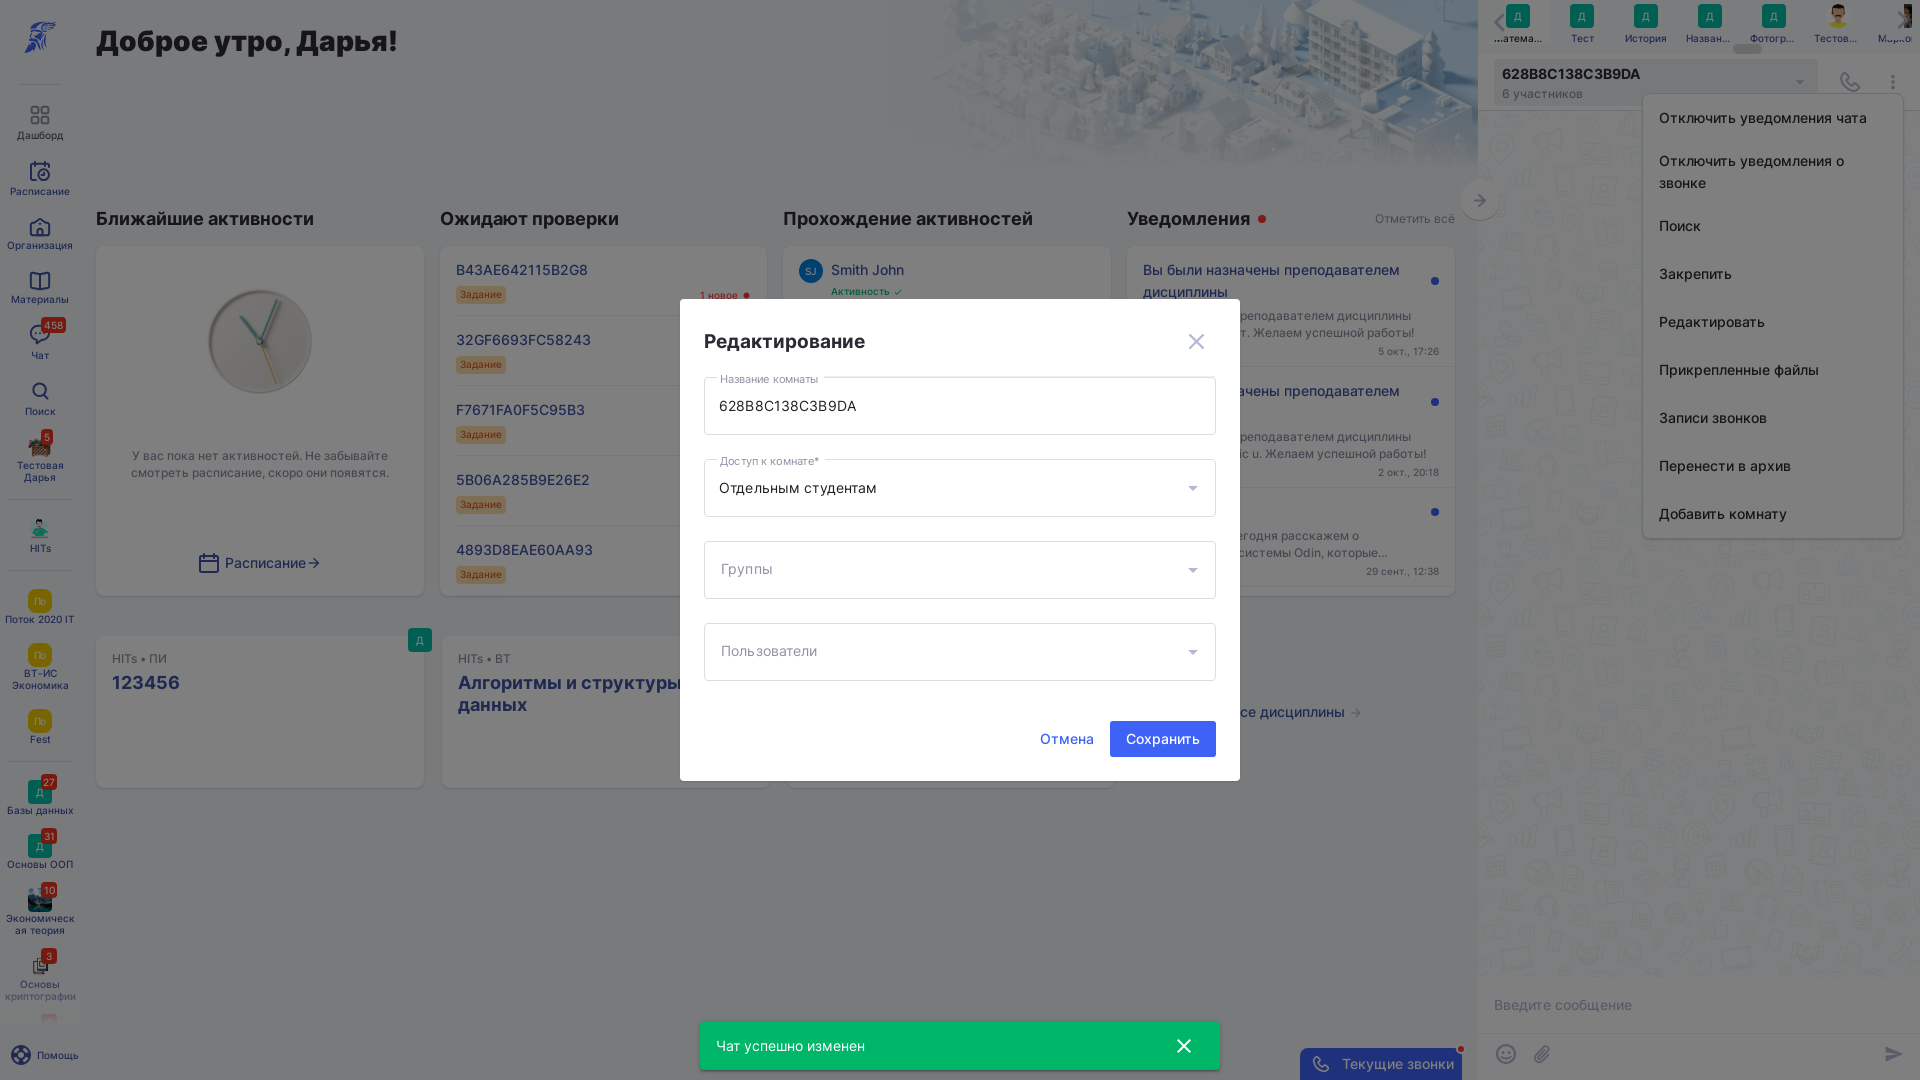 Доброе утро, Дарья!
Дашборд
Расписание
Организация
Материалы
458
Чат
Поиск
5
Тестовая
Дарья
HITs
По
Поток 2020 IT
По
ВТ-ИС
Экономика
По
Fest
27
Д
Базы данных
31
Д
Основы ООП
10
Экономическ
ая теория
3
Основы
криптографии
Помощь
Ближайшие активности
У вас пока нет активностей. Не забывайте
смотреть расписание, скоро они появятся.
Расписание
Ожидают проверки
B43AE642115B2G8
Задание
1 новое
32GF6693FC58243
Задание
F7671FA0F5C95B3
Задание
5B06A285B9E26E2
Задание
4893D8EAE60AA93
Задание
Прохождение активностей
SJ
Smith John
Активность
Уведомления
Отметить всё
Вы были назначены преподавателем
дисциплины
реподавателем дисциплины
т. Желаем успешной работы!
5 окт., 17:26
ачены преподавателем
реподавателем дисциплины
ic u. Желаем успешной работы!
2 окт., 20:18
егодня расскажем о
системы Odin, которые...
29 сент., 12:38
Д
HITs • ПИ
123456
HITs • ВТ
Алгоритмы и структуры
данных
се дисциплины
Редактирование
Название комнаты
628B8C138C3B9DA
Доступ к комнате*
Отдельным студентам
Группы
Пользователи
Отмена
Сохранить
Чат успешно изменен
Текущие звонки
Д
Матема...
Д
Тест
Д
История
Д
Назван...
Д
Фотогр...
Тестов...
628B8C138C3B9DA
6 участников
Отключить уведомления чата
Отключить уведомления о
звонке
Поиск
Закрепить
Редактировать
Прикрепленные файлы
Записи звонков
Перенести в архив
Добавить комнату
Введите сообщение